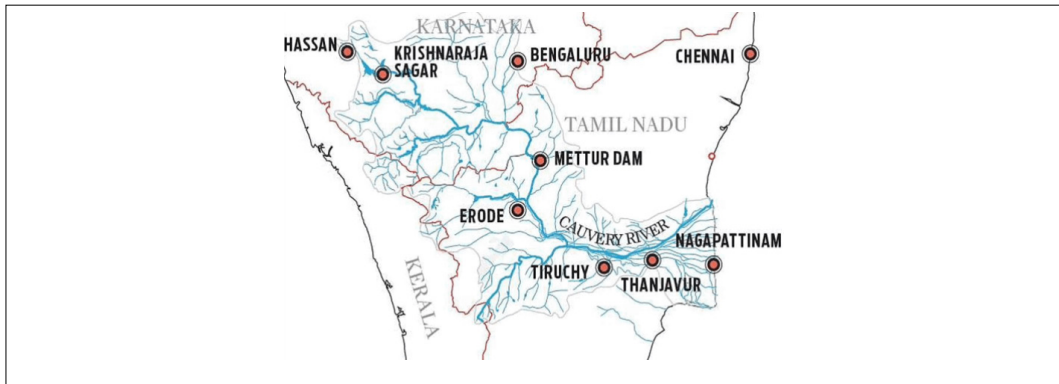 KARNATAKA
HASSAN
KRISHNARAJA
SAGAR
BENGALURU
CHENNAI
TAMIL NADU
METTUR DAM
ERODE
CAUVERY RIVER
NAGAPATTINAM
TIRUCHY
THANJAVUR
KERALA